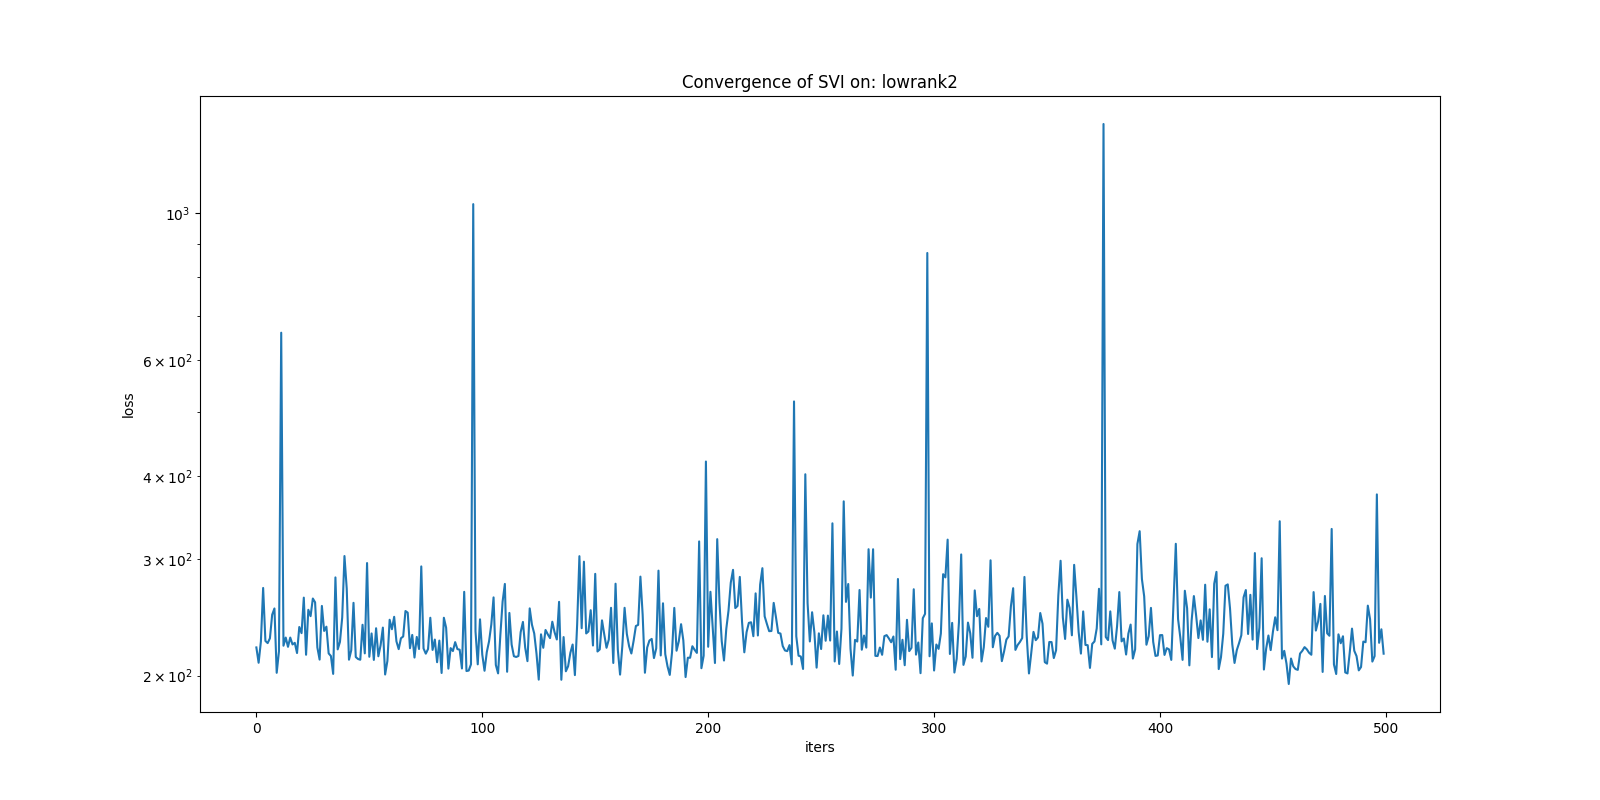 Convergence of SVI on: lowrank2
10³
6 × 10²
4 × 10²
3 × 10²
2 × 10²
loss
0 100 200 300 400 500
iters